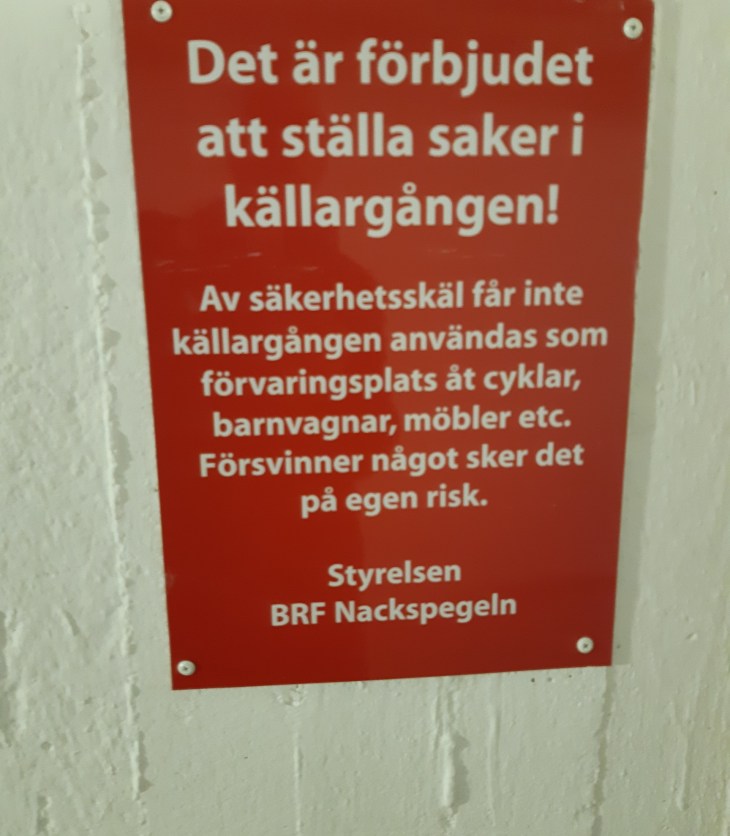 Det är förbjudet
att ställa saker i
källargången!
Av säkerhetsskäl får inte
källargången användas som
förvaringsplats åt cyklar,
barnvagnar, möbler etc.
Försvinner något sker det
på egen risk.
Styrelsen
BRF Nackspegeln